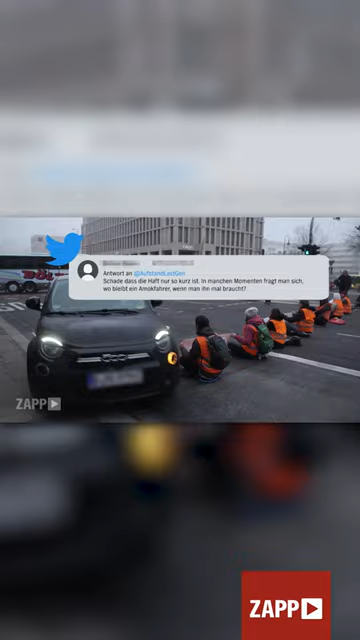 Antwort an @AufstandLastGen
Schade dass die Haft nur so kurz ist. In manchen Momenten fragt man sich,
wo bleibt ein Amokfahrer, wenn man ihn mal braucht?
ZAPP
ZAPP